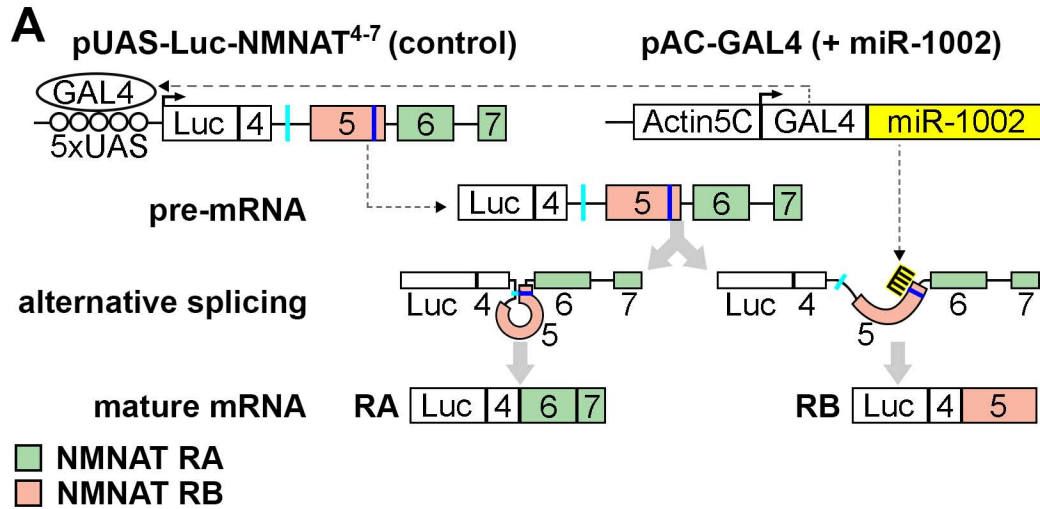 A
pUAS-Luc-NMNAT⁴⁻⁷ (control)
pAC-GAL4 (+ miR-1002)
GAL4
5xUAS
Luc 4 5 6 7
Actin5C GAL4 miR-1002
pre-mRNA
Luc 4 5 6 7
alternative splicing
Luc 4 5 6 7
Luc 4 5 6 7
mature mRNA
RA Luc 4 6 7
RB Luc 4 5
NMNAT RA
NMNAT RB